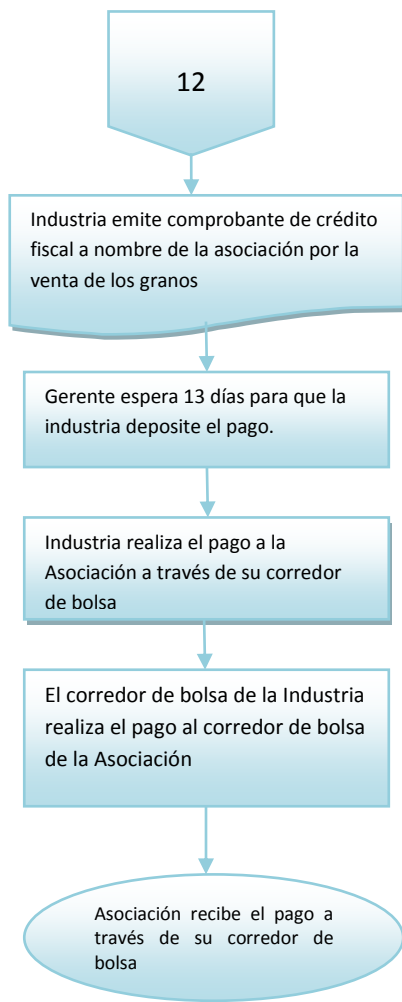 12
Industria emite comprobante de crédito
fiscal a nombre de la asociación por la
venta de los granos
Gerente espera 13 días para que la
industria deposite el pago.
Industria realiza el pago a la
Asociación a través de su corredor
de bolsa
El corredor de bolsa de la Industria
realiza el pago al corredor de bolsa
de la Asociación
Asociación recibe el pago a
través de su corredor de
bolsa